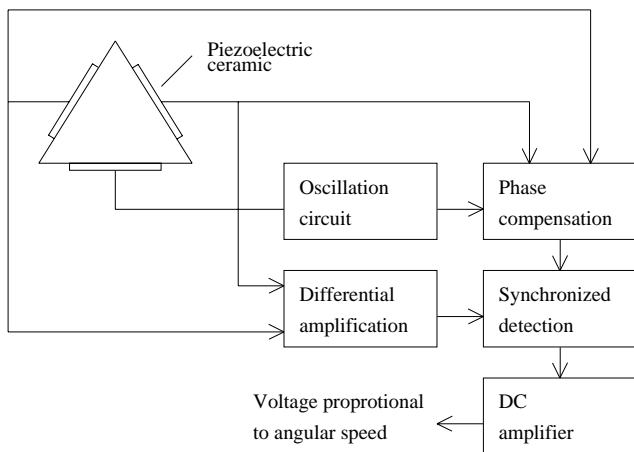 Piezoelectric
ceramic
Oscillation
circuit
Phase
compensation
Differential
amplification
Synchronized
detection
Voltage proprotional
to angular speed
DC
amplifier